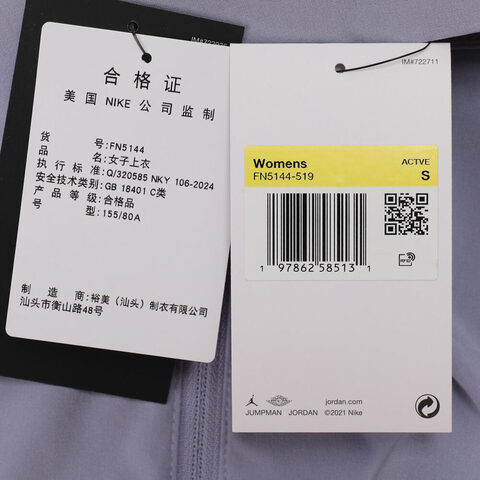 合格证
美国 NIKE 公司监制
货 号:FN5144
品 名:女子上衣
执行标准:Q/320585 NKY 106-2024
安全技术类别:GB 18401 C类
产品等级:合格品
号 型:155/80A
制 造 商:裕美（汕头）制衣有限公司
汕头市衡山路48号
IM#722711
Womens
FN5144-519
ACTVE
S
1 97862 58513 1
RFID
JUMPMAN JORDAN
jordan.com
©2021 Nike